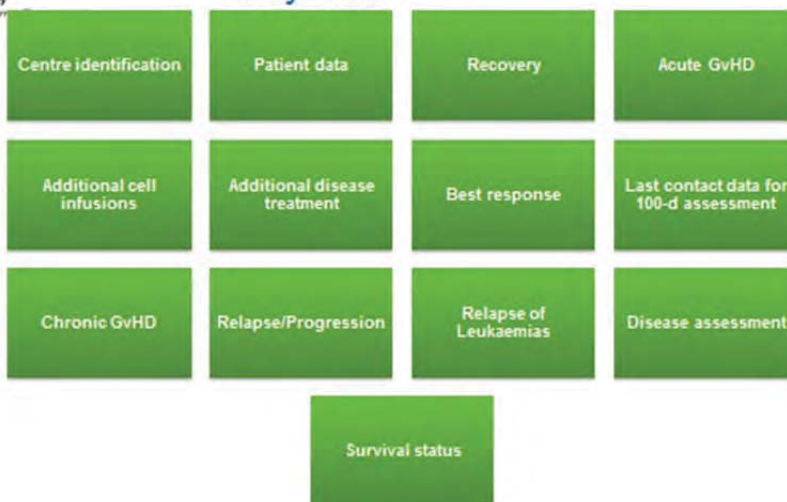 Centre identification
Patient data
Recovery
Acute GvHD
Additional cell
infusions
Additional disease
treatment
Best response
Last contact data for
100-d assessment
Chronic GvHD
Relapse/Progression
Relapse of
Leukaemias
Disease assessment
Survival status